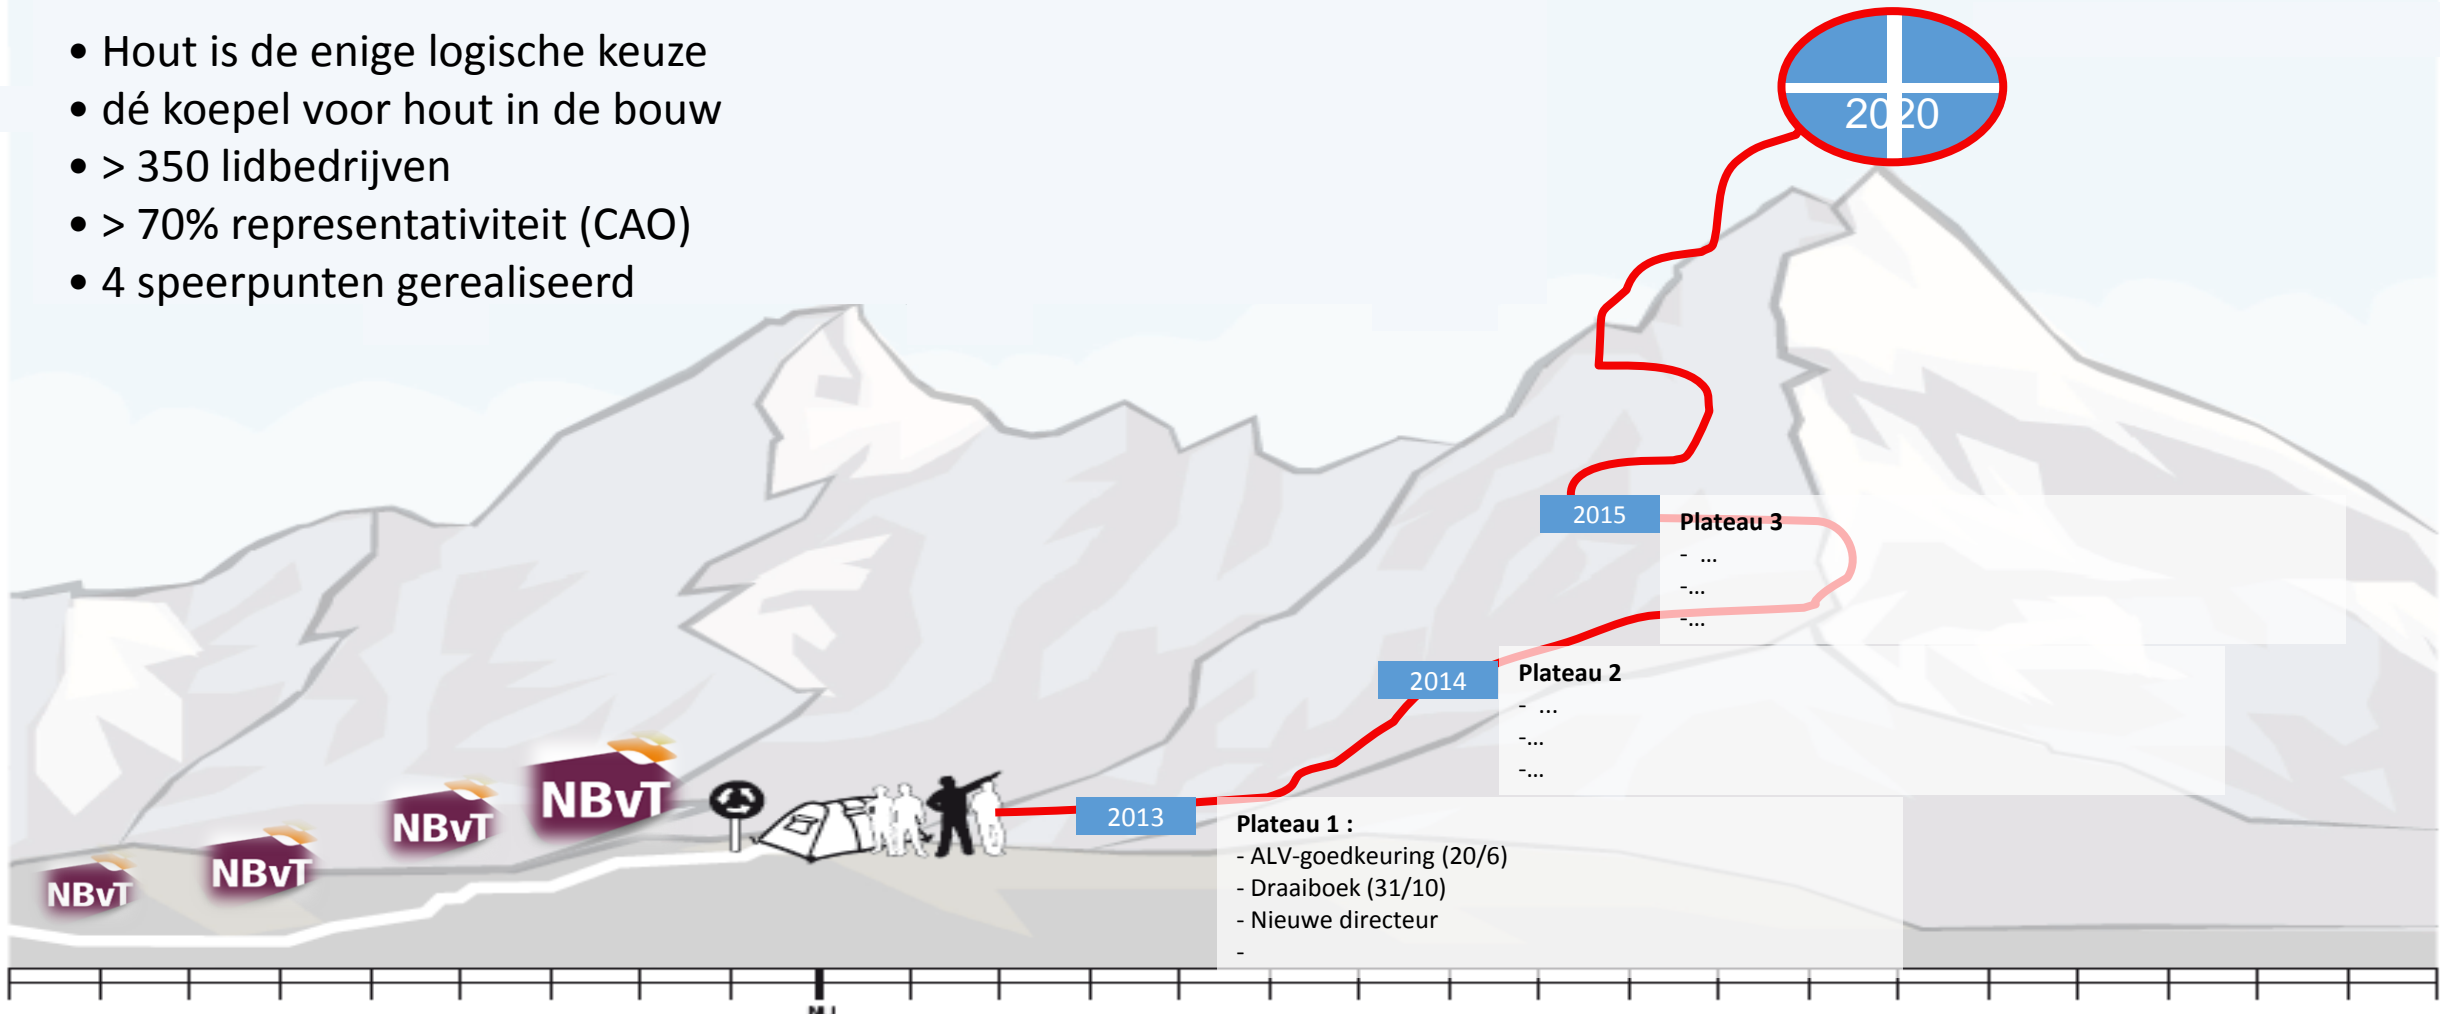 • Hout is de enige logische keuze
• dé koepel voor hout in de bouw
• > 350 lidbedrijven
• > 70% representativiteit (CAO)
• 4 speerpunten gerealiseerd
2020
2015
Plateau 3
- ...
-...
-...
2014
Plateau 2
- ...
-...
-...
2013
Plateau 1 :
- ALV-goedkeuring (20/6)
- Draaiboek (31/10)
- Nieuwe directeur
-
NBvT
NBvT
NBvT
NBvT